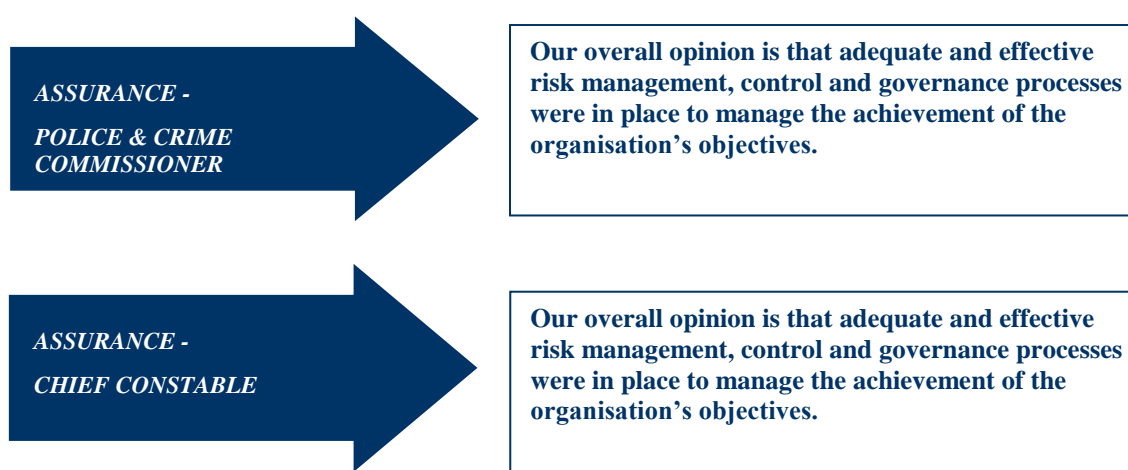 ASSURANCE -
POLICE & CRIME
COMMISSIONER
Our overall opinion is that adequate and effective
risk management, control and governance processes
were in place to manage the achievement of the
organisation’s objectives.
ASSURANCE -
CHIEF CONSTABLE
Our overall opinion is that adequate and effective
risk management, control and governance processes
were in place to manage the achievement of the
organisation’s objectives.